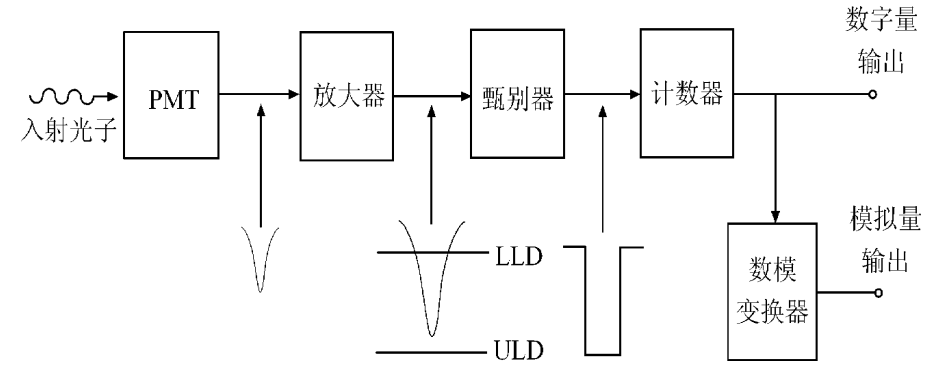 数字量
输出
入射光子
PMT
放大器
甄别器
计数器
LLD
ULD
数模
变换器
模拟量
输出